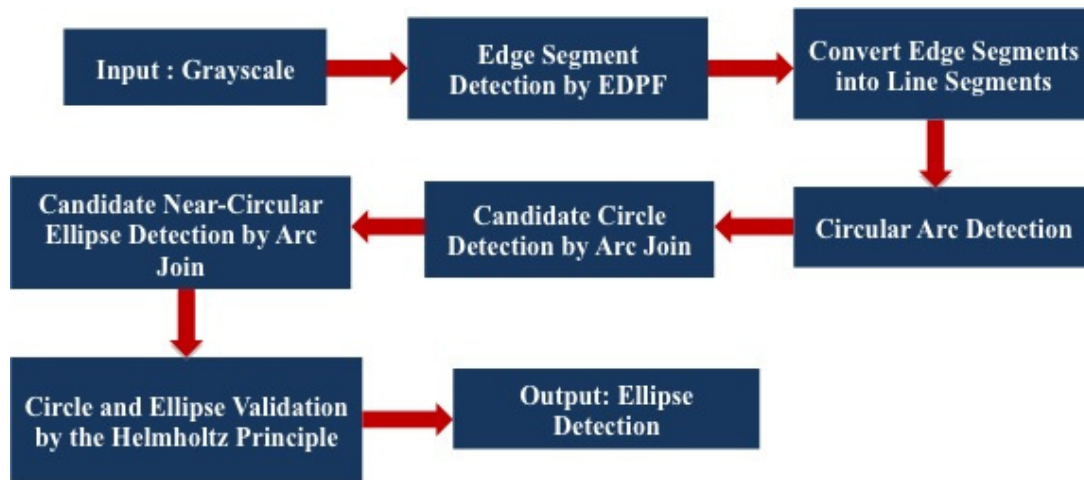 Input : Grayscale
Edge Segment
Detection by EDPF
Convert Edge Segments
into Line Segments
Circular Arc Detection
Candidate Circle
Detection by Arc Join
Candidate Near-Circular
Ellipse Detection by Arc
Join
Circle and Ellipse Validation
by the Helmholtz Principle
Output: Ellipse
Detection